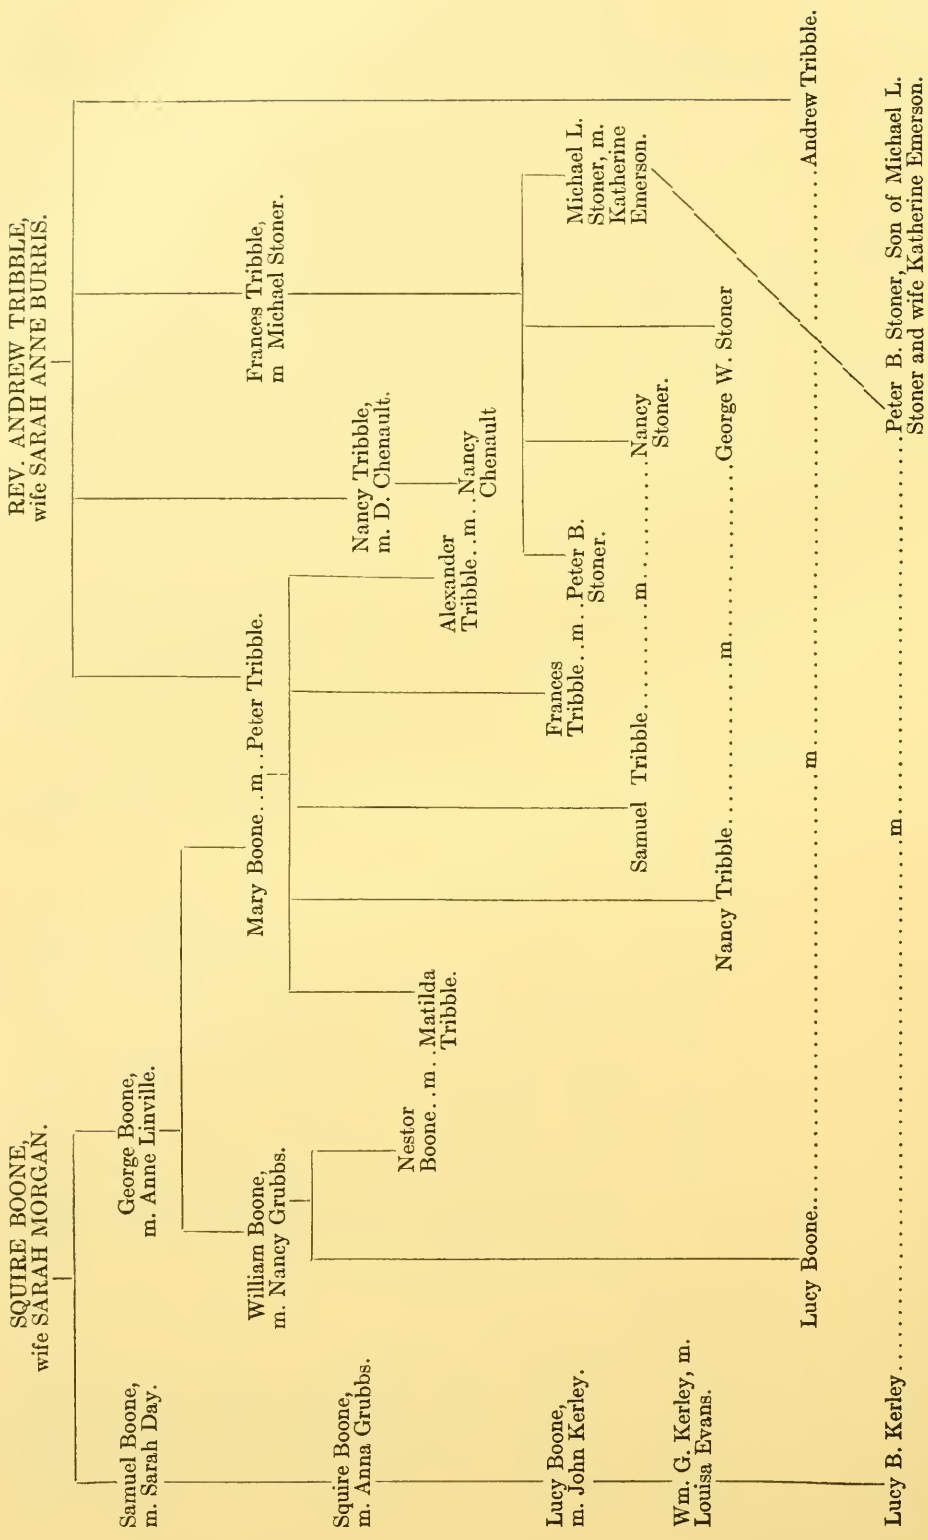 SQUIRE BOONE,
wife SARAH MORGAN.
REV. ANDREW TRIBBLE,
wife SARAH ANNE BURRIS.
Samuel Boone,
m. Sarah Day.
George Boone,
m. Anne Linville.
William Boone,
m. Nancy Grubbs.
Mary Boone..m..Peter Tribble.
Frances Tribble,
m Michael Stoner.
Squire Boone,
m. Anna Grubbs.
Nancy Tribble,
m. D. Chenault.
Nestor
Boone..m..Matilda
Tribble.
Alexander
Tribble..m..Nancy
Chenault
Lucy Boone,
m. John Kerley.
Frances
Tribble..m..Peter B.
Stoner.
Michael L.
Stoner, m.
Katherine
Emerson.
Samuel Tribble..........m..........Nancy
Stoner.
Wm. G. Kerley, m.
Louisa Evans.
Nancy Tribble....................m....................George W. Stoner
Lucy Boone........................................m........................................Andrew Tribble.
Lucy B. Kerley........................................m........................................Peter B. Stoner, Son of Michael L.
Stoner and wife Katherine Emerson.